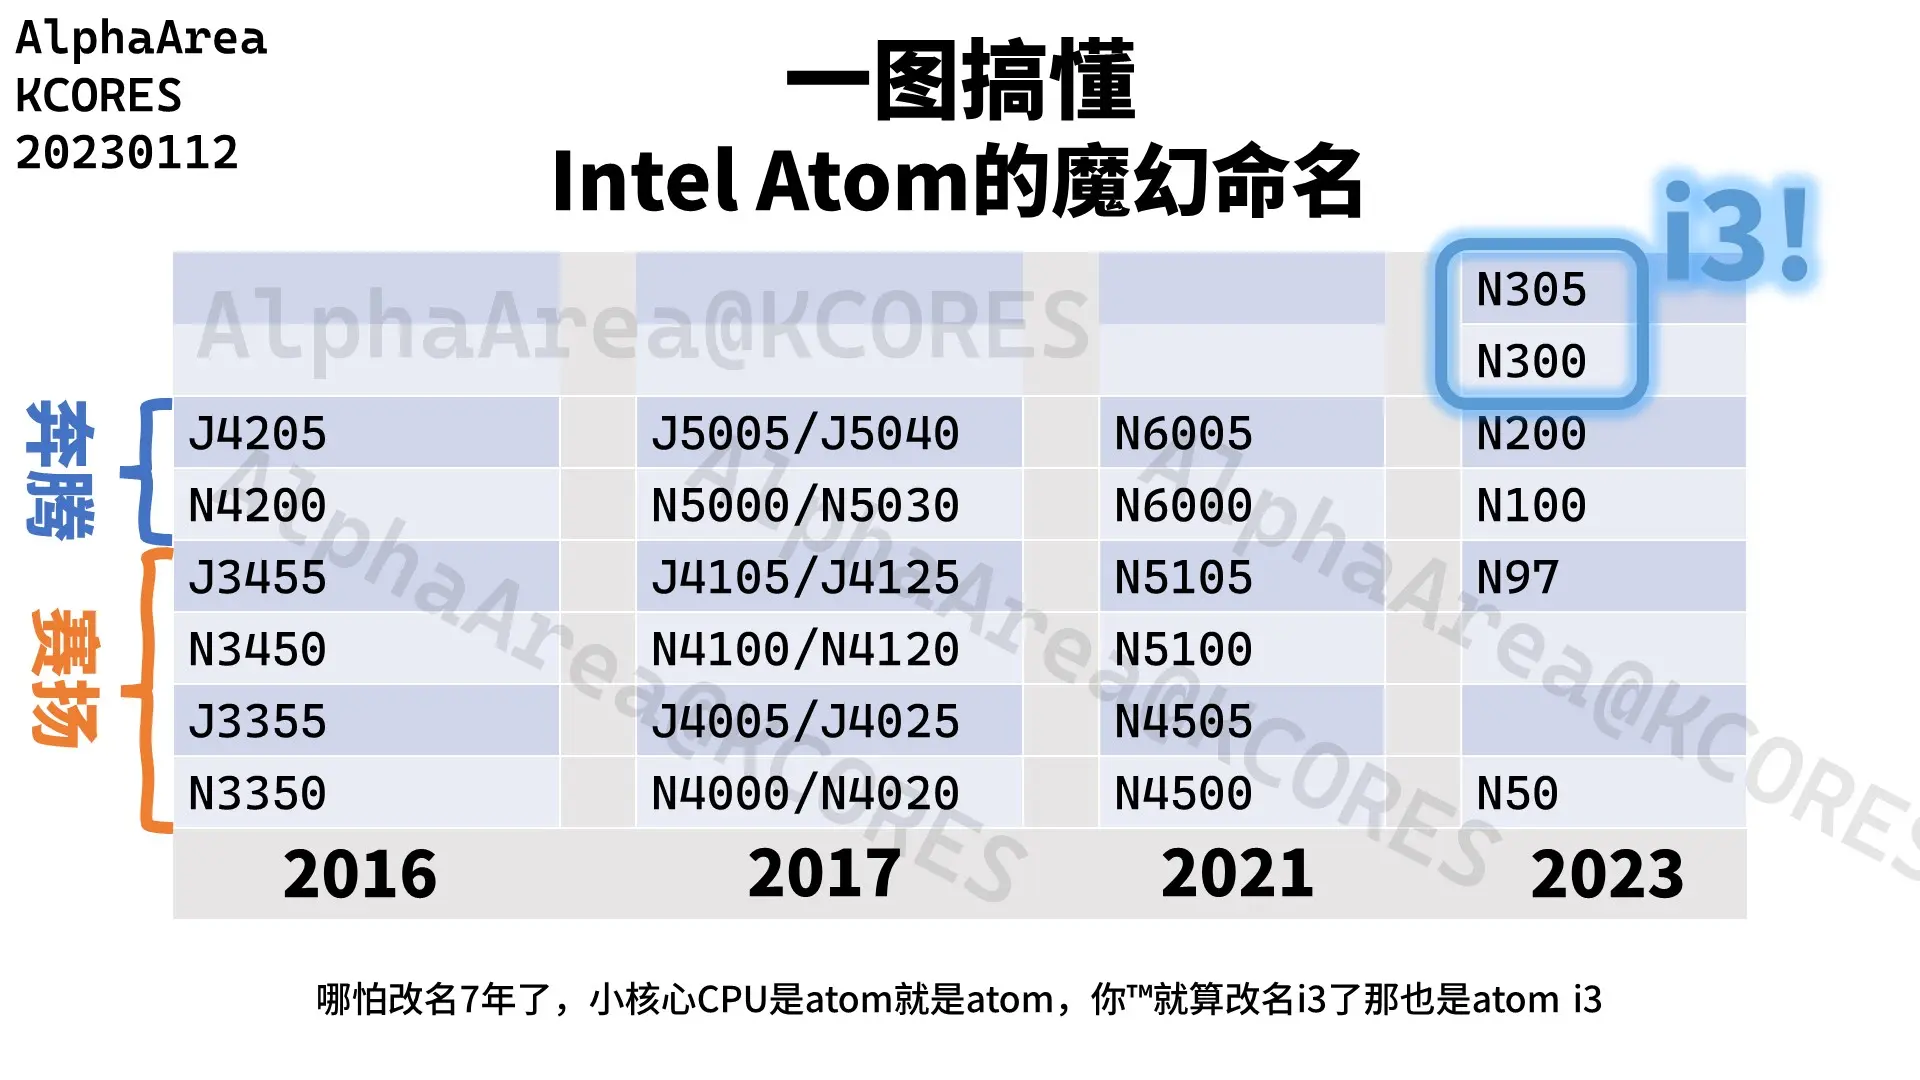 AlphaArea
KCORES
20230112
一图搞懂
Intel Atom的魔幻命名
i3!
N305
N300
奔腾
J4205 J5005/J5040 N6005 N200
N4200 N5000/N5030 N6000 N100
赛扬
J3455 J4105/J4125 N5105 N97
N3450 N4100/N4120 N5100
J3355 J4005/J4025 N4505
N3350 N4000/N4020 N4500 N50
2016 2017 2021 2023
哪怕改名7年了，小核心CPU是atom就是atom，你™就算改名i3了那也是atom i3
AlphaArea@KCORES
AlphaArea@KCORES
AlphaArea@KCORES
AlphaArea@KCORES